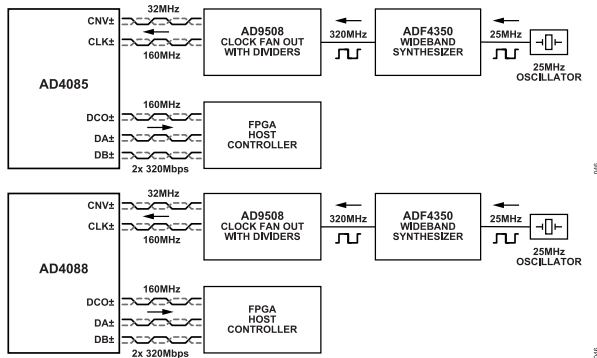 32MHz
CNV±
CLK±
160MHz
AD4085
160MHz
DCO±
DA±
DB±
2x 320Mbps
AD9508
CLOCK FAN OUT
WITH DIVIDERS
320MHz
ADF4350
WIDEBAND
SYNTHESIZER
25MHz
25MHz
OSCILLATOR
FPGA
HOST
CONTROLLER
046
32MHz
CNV±
CLK±
160MHz
AD4088
160MHz
DCO±
DA±
DB±
2x 320Mbps
AD9508
CLOCK FAN OUT
WITH DIVIDERS
320MHz
ADF4350
WIDEBAND
SYNTHESIZER
25MHz
25MHz
OSCILLATOR
FPGA
HOST
CONTROLLER